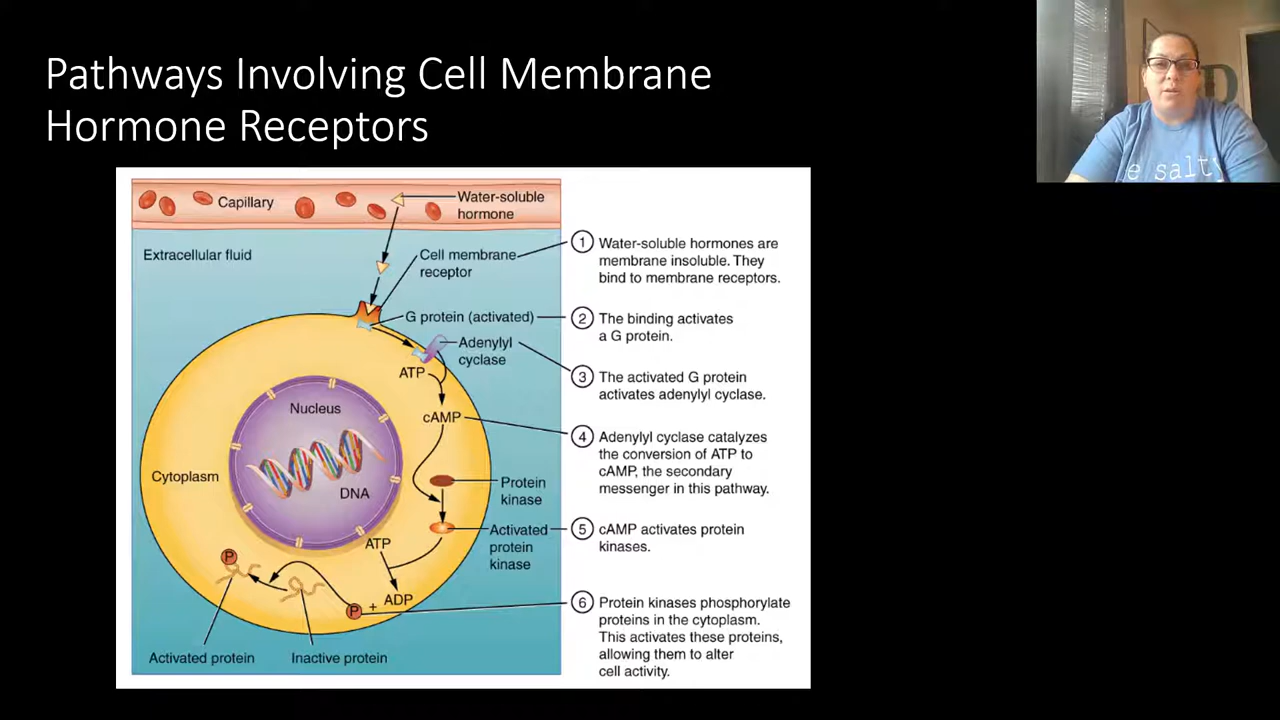 Pathways Involving Cell Membrane
Hormone Receptors
Capillary
Water-soluble
hormone
Extracellular fluid
Cell membrane
receptor
G protein (activated)
Adenylyl
cyclase
ATP
cAMP
Nucleus
DNA
Cytoplasm
Protein
kinase
Activated
protein
kinase
ATP
ADP
P
+
P
Activated protein
Inactive protein
1 Water-soluble hormones are
membrane insoluble. They
bind to membrane receptors.
2 The binding activates
a G protein.
3 The activated G protein
activates adenylyl cyclase.
4 Adenylyl cyclase catalyzes
the conversion of ATP to
cAMP, the secondary
messenger in this pathway.
5 cAMP activates protein
kinases.
6 Protein kinases phosphorylate
proteins in the cytoplasm.
This activates these proteins,
allowing them to alter
cell activity.
D
e salty